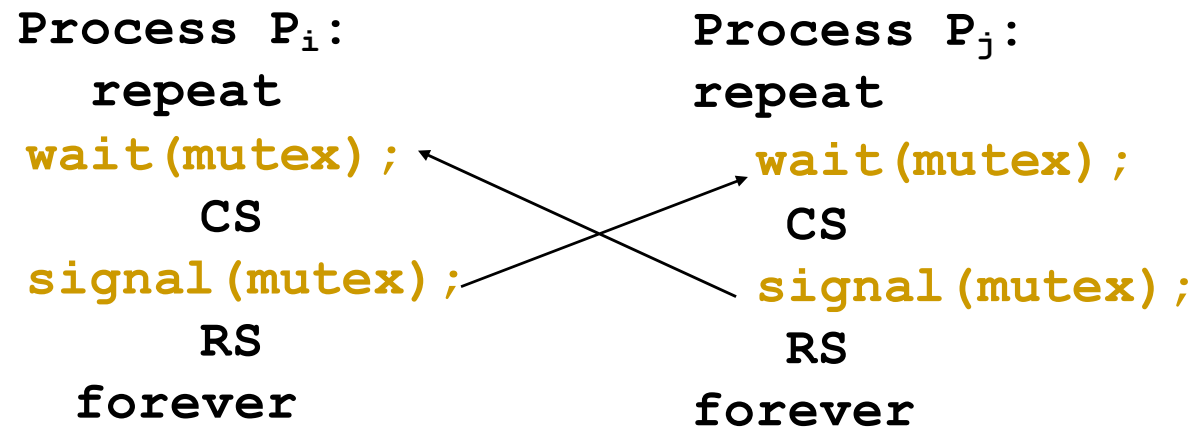 Process Pi:
repeat
wait(mutex);
CS
signal(mutex);
RS
forever
Process Pj:
repeat
wait(mutex);
CS
signal(mutex);
RS
forever